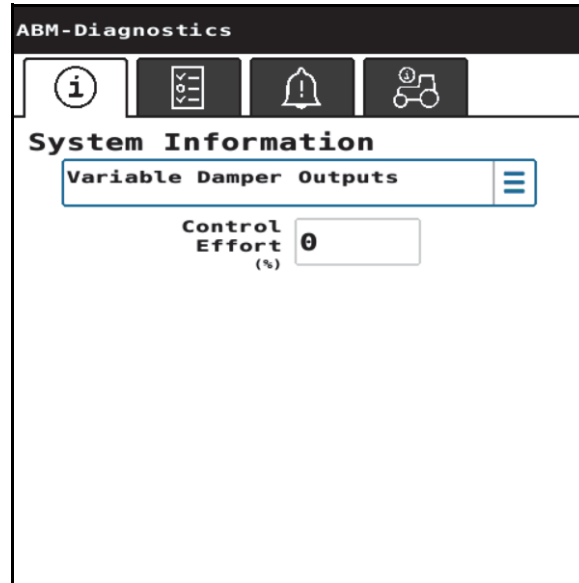 ABM-Diagnostics
System Information
Variable Damper Outputs
Control
Effort 0
(%)